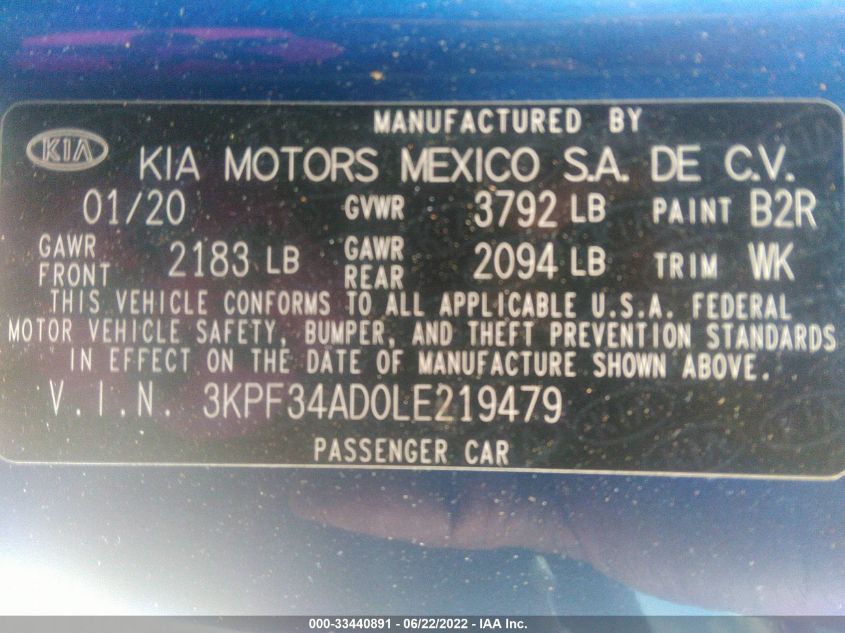 MANUFACTURED BY
KIA KIA MOTORS MEXICO S.A. DE C.V.
01/20 GVWR 3792 LB PAINT B2R
GAWR FRONT 2183 LB GAWR REAR 2094 LB TRIM WK
THIS VEHICLE CONFORMS TO ALL APPLICABLE U.S.A. FEDERAL
MOTOR VEHICLE SAFETY, BUMPER, AND THEFT PREVENTION STANDARDS
IN EFFECT ON THE DATE OF MANUFACTURE SHOWN ABOVE.
V.I.N. 3KPF34AD0LE219479
PASSENGER CAR
000-33440891 - 06/22/2022 - IAA Inc.